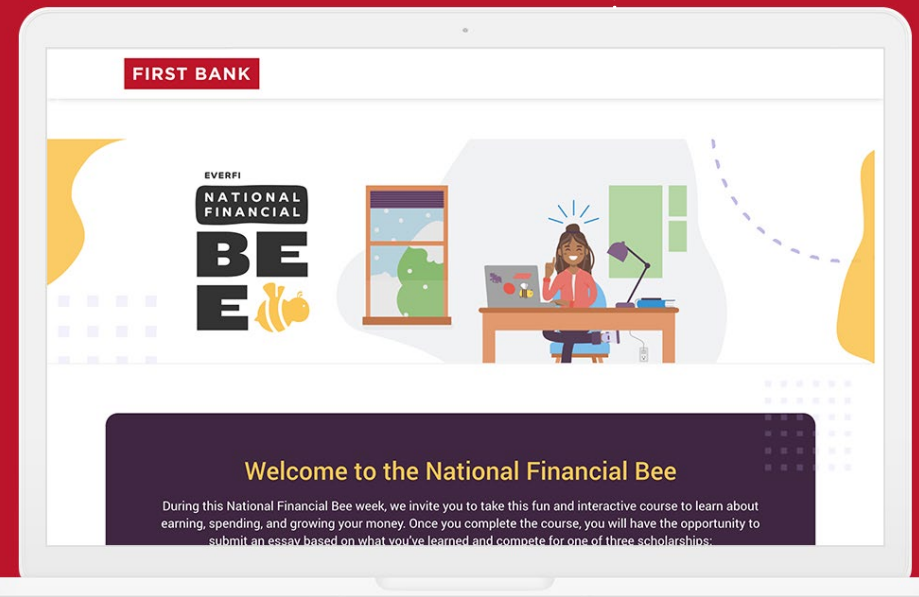 FIRST BANK
EVERFI
NATIONAL
FINANCIAL
BE
E
Welcome to the National Financial Bee
During this National Financial Bee week, we invite you to take this fun and interactive course to learn about
earning, spending, and growing your money. Once you complete the course, you will have the opportunity to
submit an essay based on what you've learned and compete for one of three scholarships: